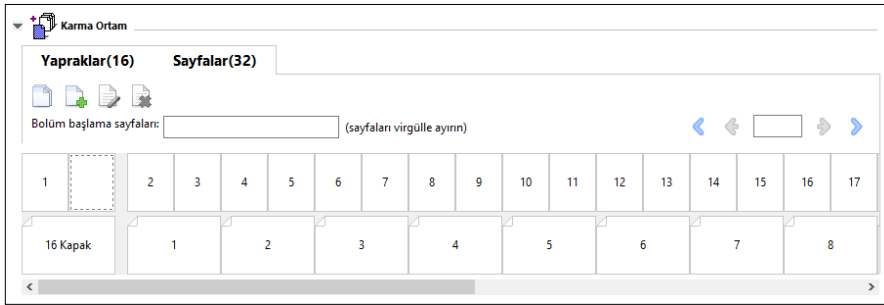 Karma Ortam
Yapraklar(16) Sayfalar(32)
Bolüm başlama sayfaları: (sayfaları virgülle ayırın)
1 2 3 4 5 6 7 8 9 10 11 12 13 14 15 16 17
16 Kapak 1 2 3 4 5 6 7 8